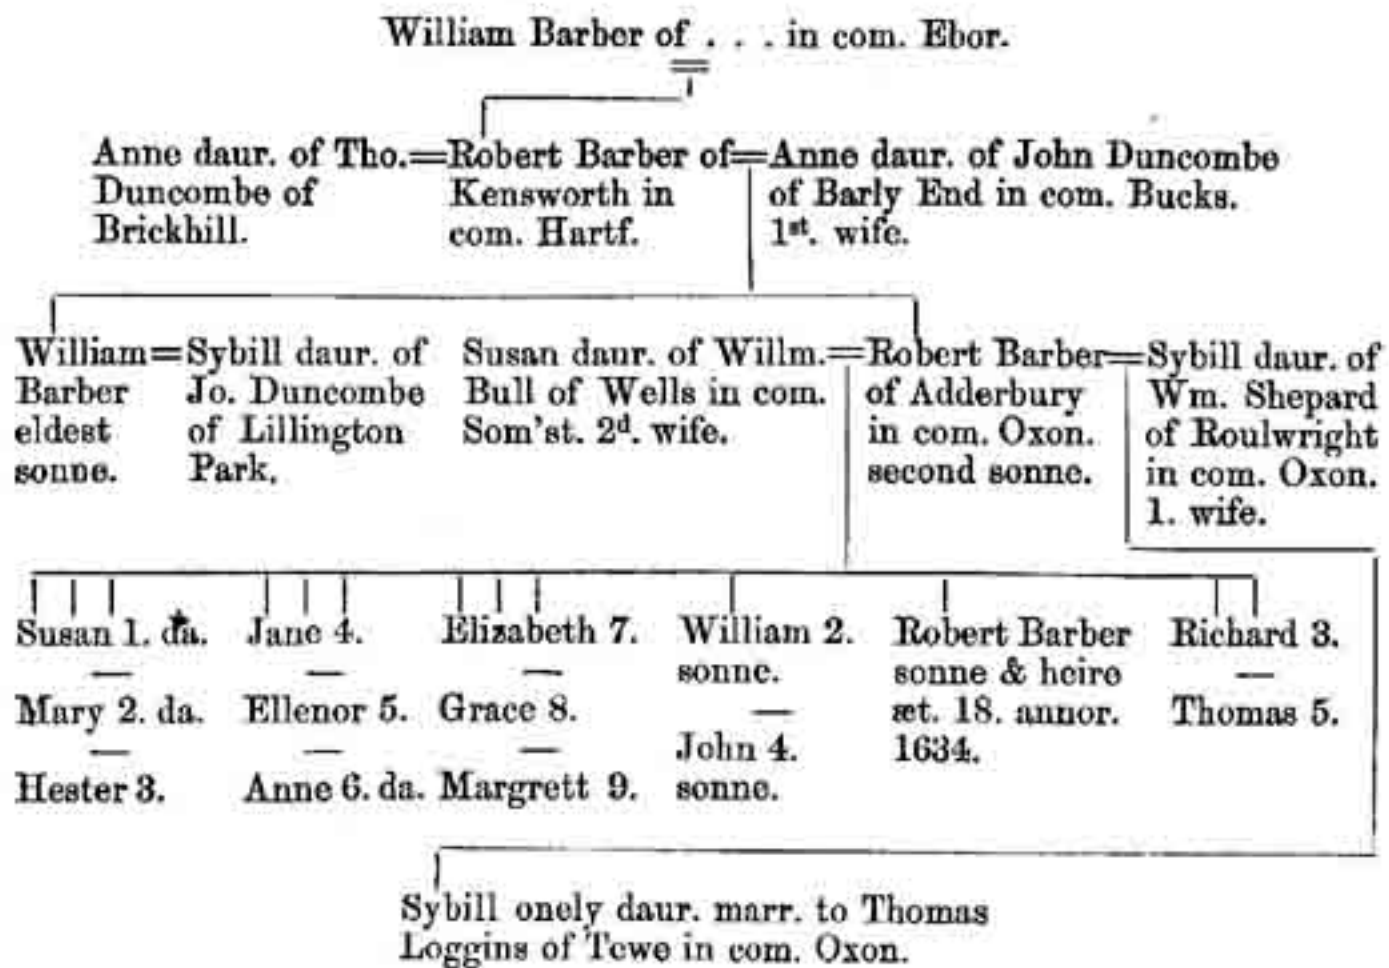 William Barber of . . . in com. Ebor.
Anne daur. of Tho.=Robert Barber of=Anne daur. of John Duncombe
Duncombe of
Brickhill.
Kensworth in
com. Hartf.
of Barly End in com. Bucks.
1st. wife.
William=Sybill daur. of
Barber
eldest
sonne.
Jo. Duncombe
of Lillington
Park.
Susan daur. of Willm.=Robert Barber=Sybill daur. of
Bull of Wells in com.
Som'st. 2d. wife.
of Adderbury
in com. Oxon.
second sonne.
Wm. Shepard
of Roulwright
in com. Oxon.
1. wife.
Susan 1. da.
—
Mary 2. da.
—
Hester 3.
Jane 4.
—
Ellenor 5.
—
Anne 6. da.
Elizabeth 7.
—
Grace 8.
—
Margrett 9.
William 2.
sonne.
—
John 4.
sonne.
Robert Barber
sonne & heire
æt. 18. annor.
1634.
Richard 3.
—
Thomas 5.
Sybill onely daur. marr. to Thomas
Loggins of Tewe in com. Oxon.